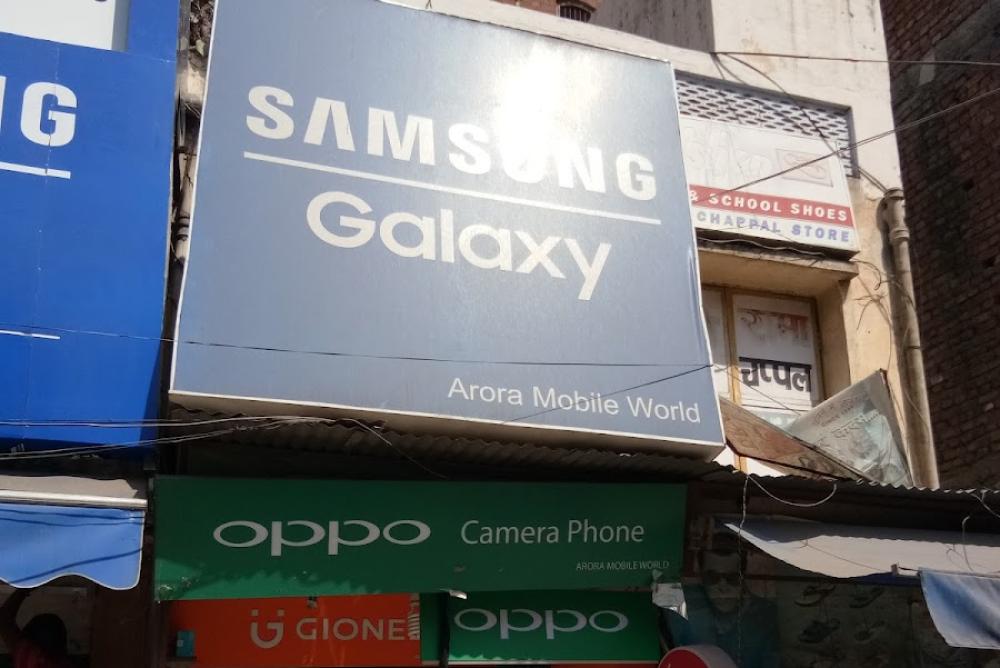 NG
SAMSUNG
Galaxy
Arora Mobile World
& SCHOOL SHOES
CHAPPAL STORE
चप्पल
oppo Camera Phone
ARORA MOBILE WORLD
GIONEE
oppo